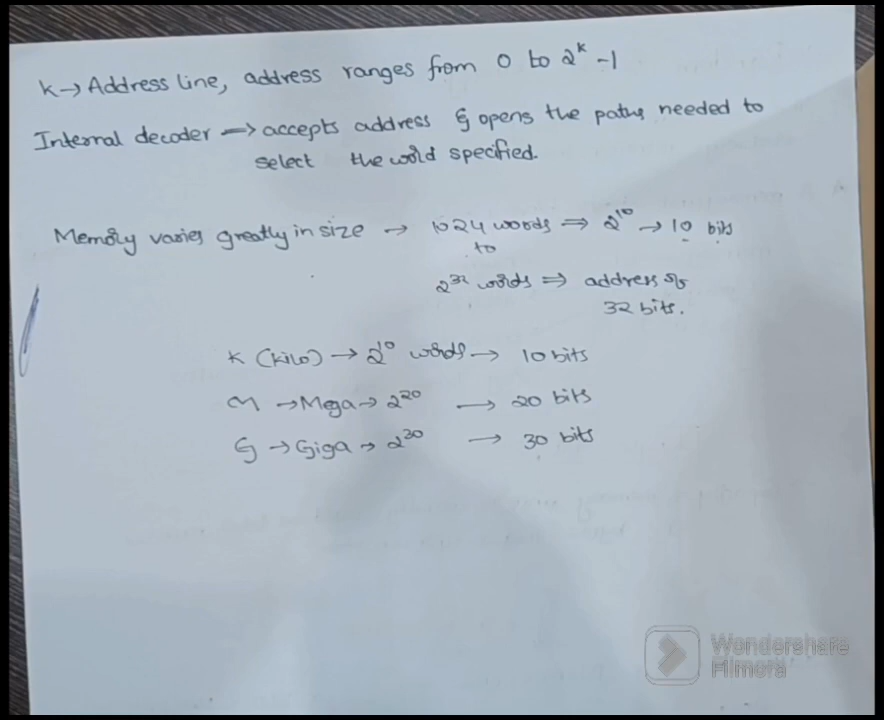 k → Address line, address ranges from 0 to 2^k - 1
Internal decoder → accepts address & opens the paths needed to
select the word specified.
Memory varies greatly in size → 1024 words ⇒ 2^10 → 10 bits
to
2^32 words ⇒ address of
32 bits.
K (Kilo) → 2^10 words → 10 bits
M → Mega → 2^20 → 20 bits
G → Giga → 2^30 → 30 bits
Wondershare
Filmora